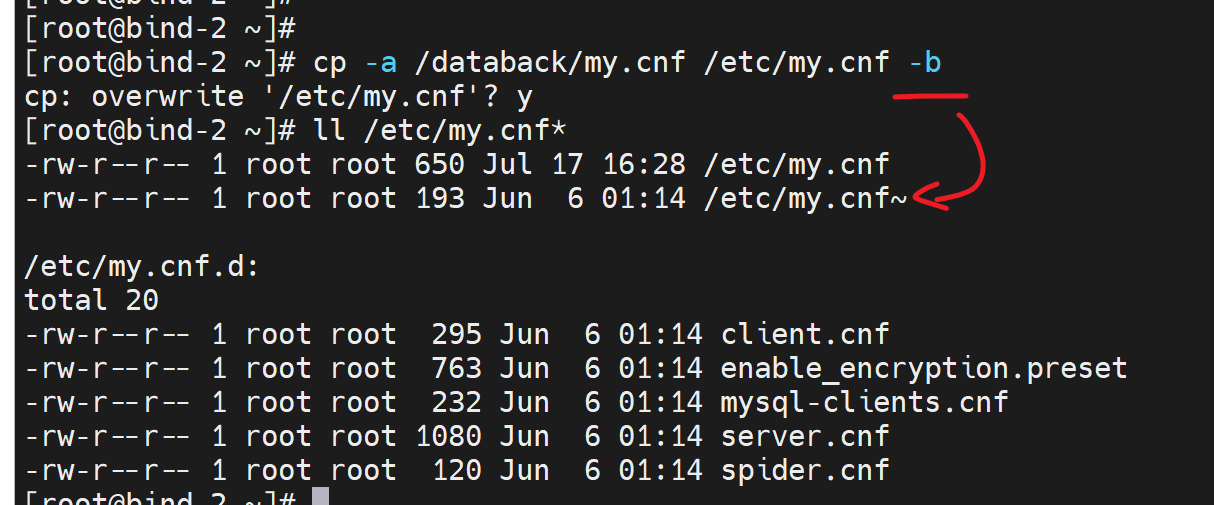 [root@bind-2 ~]#
[root@bind-2 ~]#
[root@bind-2 ~]# cp -a /databack/my.cnf /etc/my.cnf -b
cp: overwrite '/etc/my.cnf'? y
[root@bind-2 ~]# ll /etc/my.cnf*
-rw-r--r-- 1 root root 650 Jul 17 16:28 /etc/my.cnf
-rw-r--r-- 1 root root 193 Jun  6 01:14 /etc/my.cnf~

/etc/my.cnf.d:
total 20
-rw-r--r-- 1 root root  295 Jun  6 01:14 client.cnf
-rw-r--r-- 1 root root  763 Jun  6 01:14 enable_encryption.preset
-rw-r--r-- 1 root root  232 Jun  6 01:14 mysql-clients.cnf
-rw-r--r-- 1 root root 1080 Jun  6 01:14 server.cnf
-rw-r--r-- 1 root root  120 Jun  6 01:14 spider.cnf
[root@bind-2 ~]#